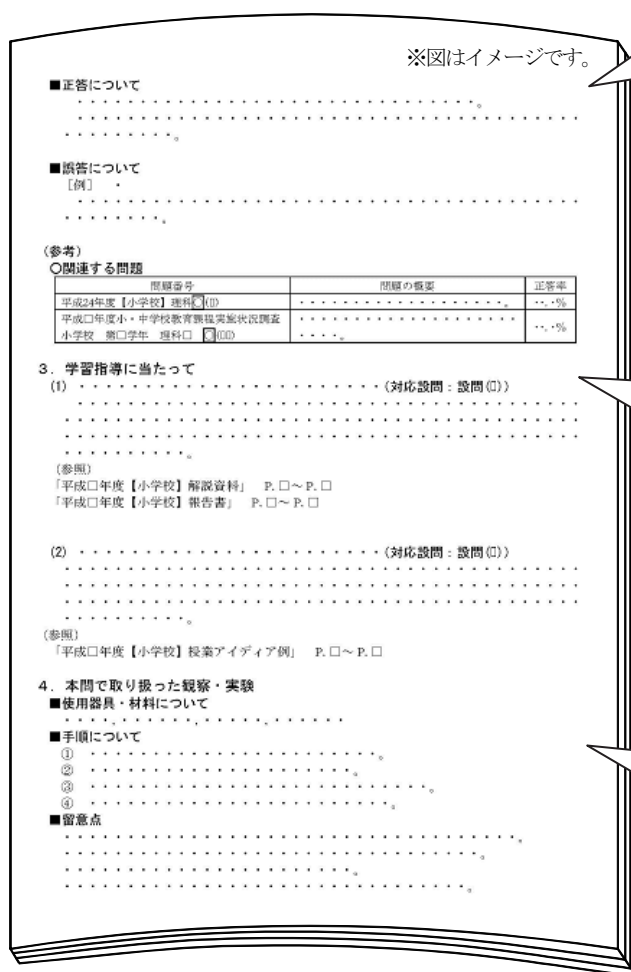 ※図はイメージです。
■正答について
・・・・・・・・・・・・・・・・・・・・・・・・・・・・・・・・。
・・・・・・・・・・・・・・・・・・・・・・・・・・・・・・・・・・・・・・・・
・・・・・・・・・。
■誤答について
［例］　・
・・・・・・・・・・・・・・・・・・・・・・・・・・・・・・・・・・・・・・・・
・・・・・・・・。
(参考)
○関連する問題
問題番号　問題の概要　正答率
平成24年度【小学校】理科□(□)　・・・・・・・・・・・・・・・・・・・。　・・.・%
平成□年度小・中学校教育課程実施状況調査　・・・・・・・・・・・・・・・・・・・・
小学校　第□学年　理科□　□(□□)　・・・・。　・・.・%
3．学習指導に当たって
(1)　・・・・・・・・・・・・・・・・・・・・・・・・(対応設問：設問(□))
・・・・・・・・・・・・・・・・・・・・・・・・・・・・・・・・・・・・・・・・・
・・・・・・・・・・・・・・・・・・・・・・・・・・・・・・・・・・・・・・・・・
・・・・・・・・・・・・・・・・・・・・・・・・・・・・・・・・・・・・・・・・・
・・・・・・・・・・。
(参照)
「平成□年度【小学校】解説資料」　P.□～P.□
「平成□年度【小学校】報告書」　P.□～P.□
(2)　・・・・・・・・・・・・・・・・・・・・・・・・(対応設問：設問(□))
・・・・・・・・・・・・・・・・・・・・・・・・・・・・・・・・・・・・・・・・・
・・・・・・・・・・・・・・・・・・・・・・・・・・・・・・・・・・・・・・・・・
・・・・・・・・・・・・・・・・・・・・・・・・・・・・・・・・・・・・・・・・・
・・・・・・・・・・。
(参照)
「平成□年度【小学校】授業アイディア例」　P.□～P.□
4．本問で取り扱った観察・実験
■使用器具・材料について
・・・・,・・・・・・,・・・・・,・・・・・・
■手順について
①　・・・・・・・・・・・・・・・・・・・・・・・。
②　・・・・・・・・・・・・・・・・・・・・・。
③　・・・・・・・・・・・・・・・・・・・・・・・・・・・。
④　・・・・・・・・・・・・・・・・・・・・・・・・。
■留意点
・・・・・・・・・・・・・・・・・・・・・・・・・・・・・・・・・・・・。
・・・・・・・・・・・・・・・・・・・・・・・・・・・・・・・・・。
・・・・・・・・・・・・・・・・・・・・・・・。
・・・・・・・・・・・・・・・・・・・・・・・・・・・・・・・・。